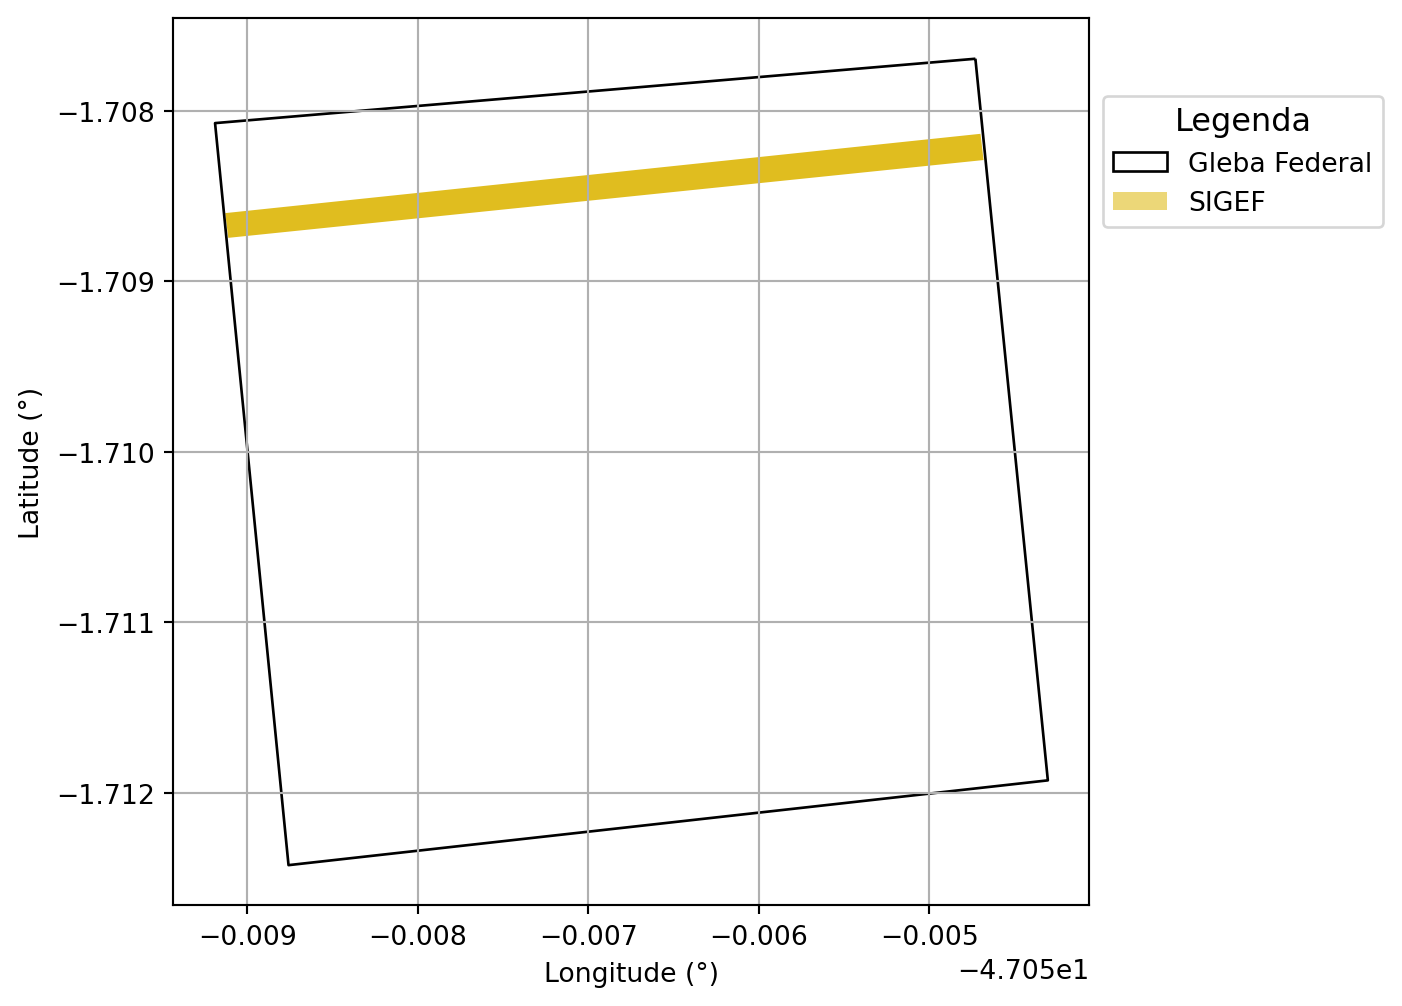 −1.708
−1.709
−1.710
−1.711
−1.712
Latitude (°)
−0.009
−0.008
−0.007
−0.006
−0.005
Longitude (°)
−4.705e1
Legenda
Gleba Federal
SIGEF